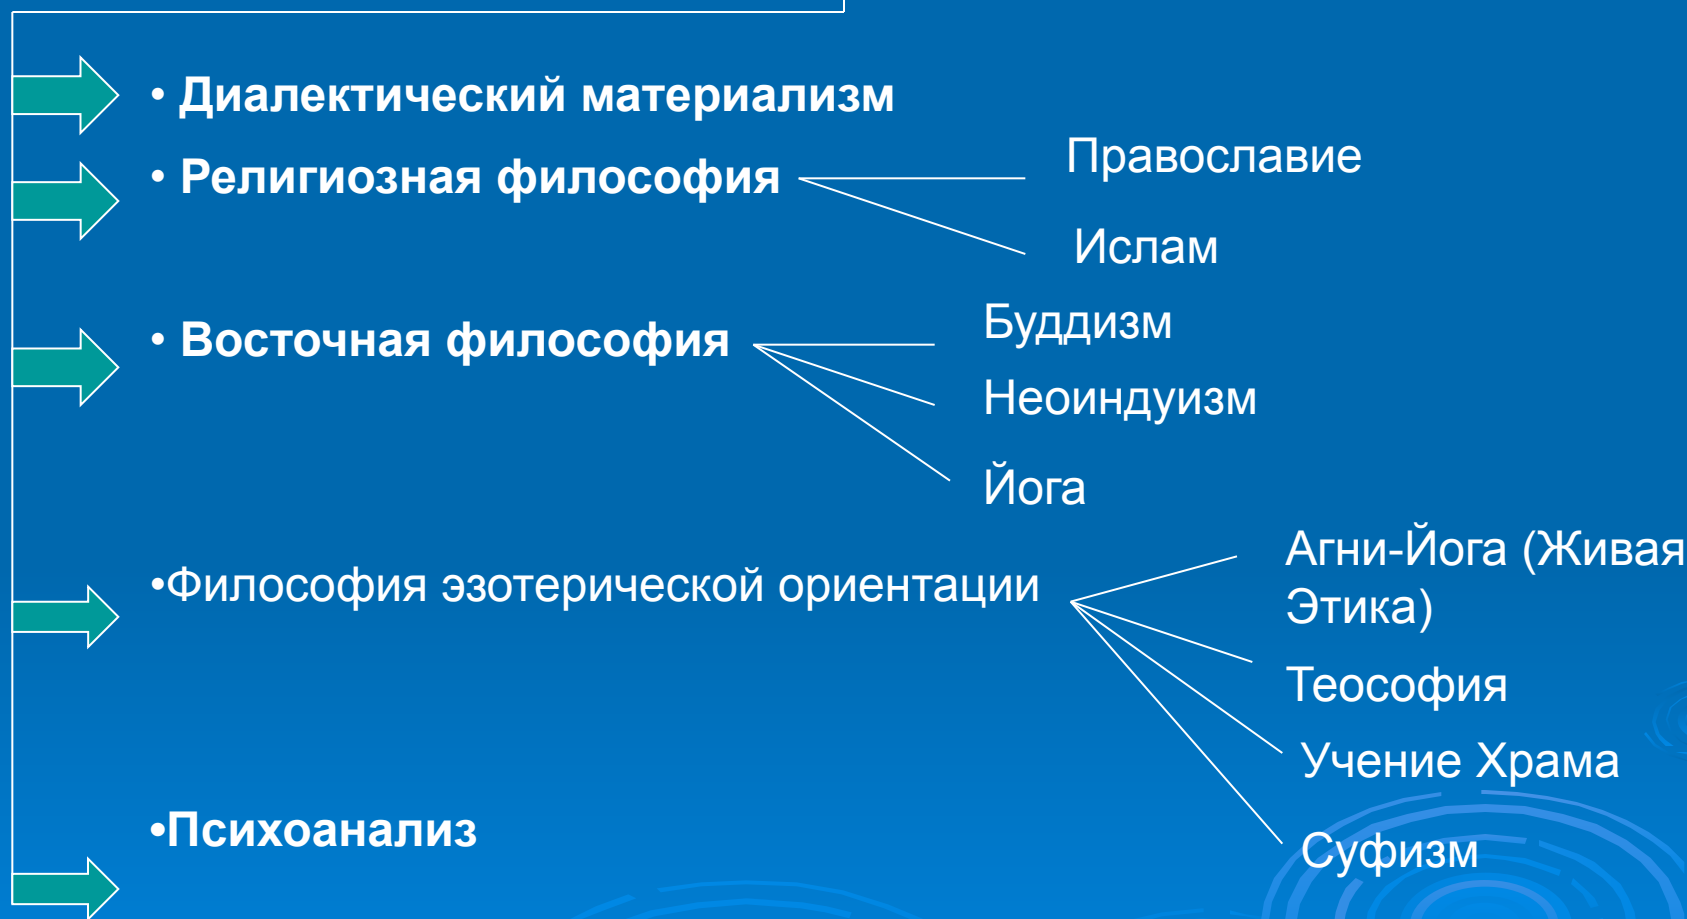 • Диалектический материализм
• Религиозная философия
Православие
Ислам
• Восточная философия
Буддизм
Неоиндуизм
Йога
•Философия эзотерической ориентации
Агни-Йога (Живая
Этика)
Теософия
Учение Храма
Суфизм
•Психоанализ